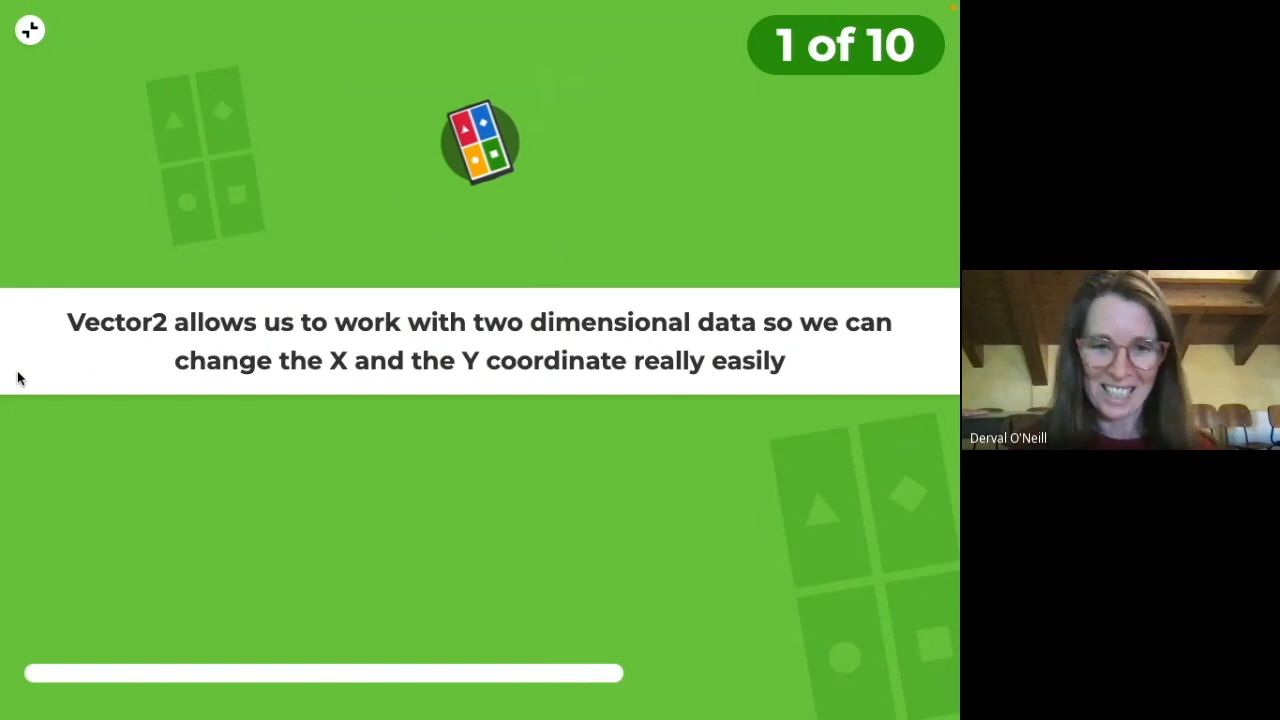 1 of 10
Vector2 allows us to work with two dimensional data so we can
change the X and the Y coordinate really easily
Derval O'Neill